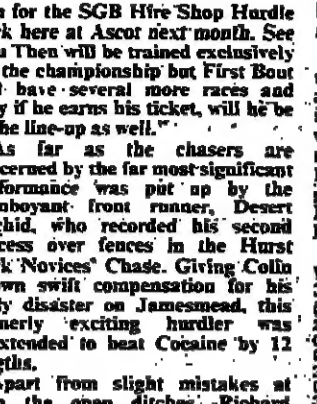 n for the SGB Hire Shop Hurdle
k here at Ascot next month. See
u Then will be trained exclusively
the championship but First Bout
t have several more races and
y if he earns his ticket, will he be
he line-up as well."
As far as the chasers are
cerned by the far most significant
formance was put up by the
mboyant front runner, Desert
chid, who recorded his second
cess over fences in the Hurst
k Novices' Chase. Giving Colin
own swift compensation for his
ly disaster on Jamesmead, this
merly exciting hurdler was
extended to beat Cocaine by 12
gths.
part from slight mistakes at
the open ditches, Richard